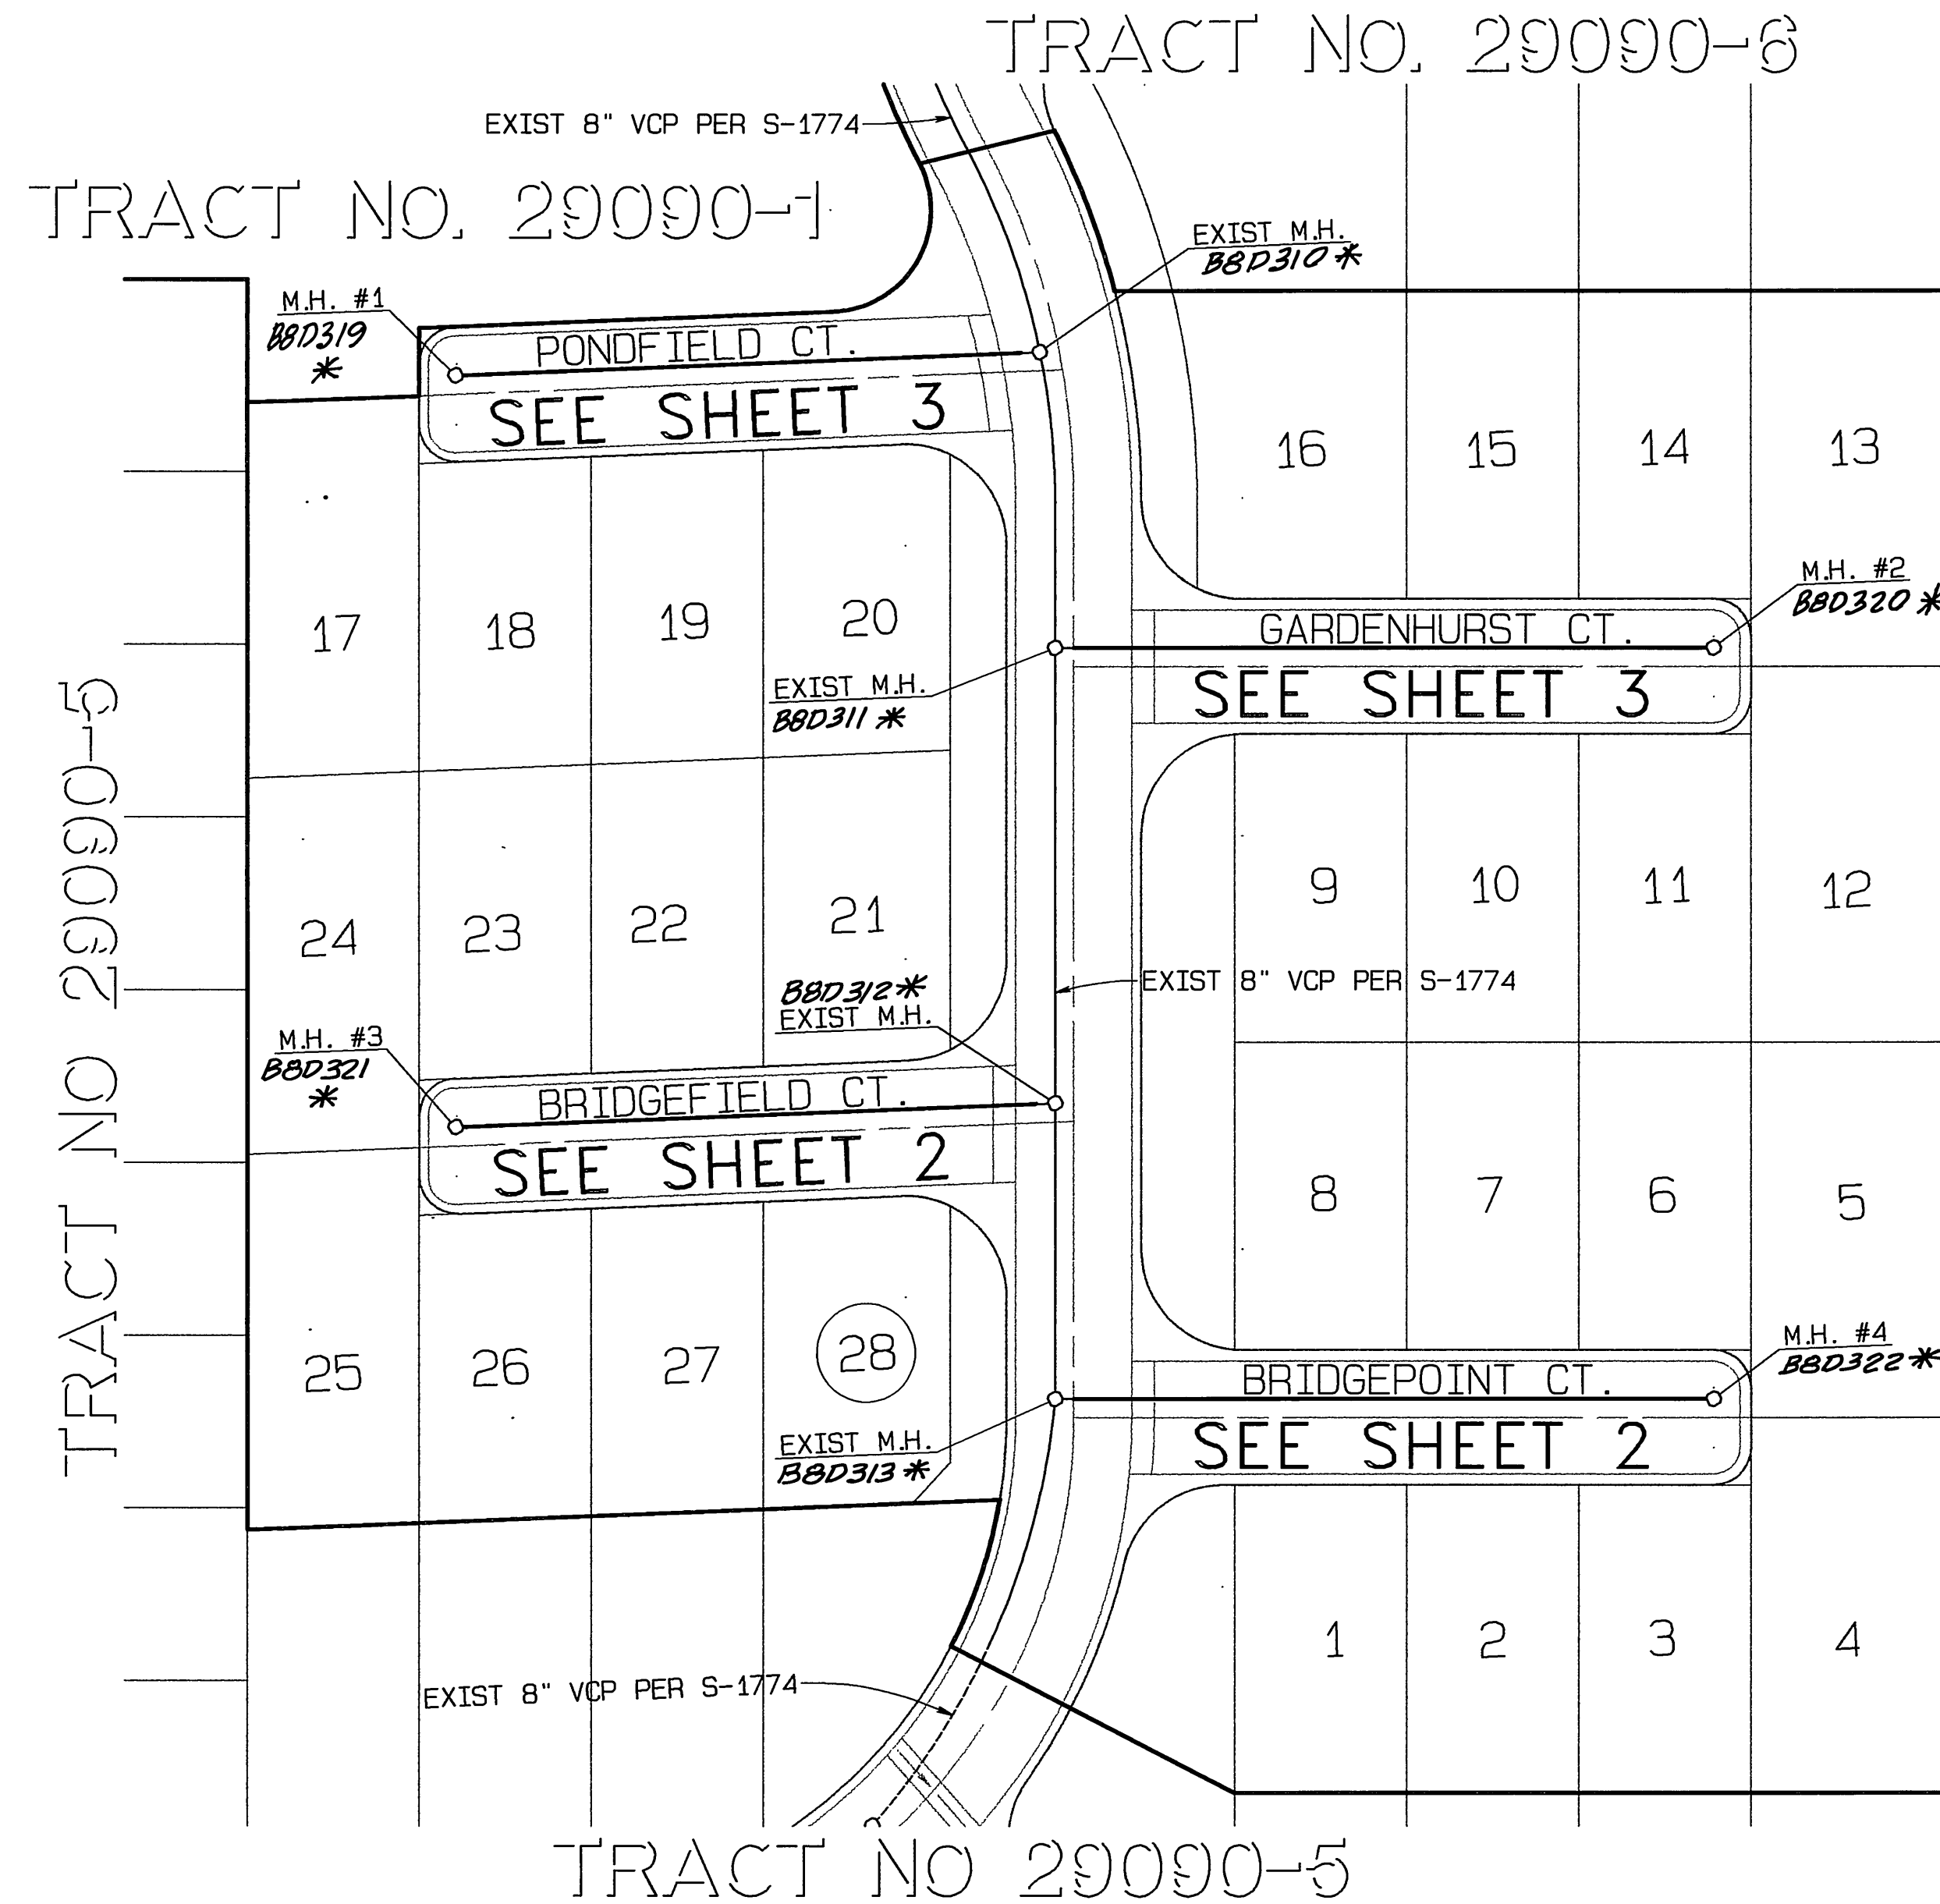 TRACT NO. 29090-6
EXIST 8" VCP PER S-1774
TRACT NO. 29090-1
EXIST M.H.
B8D310*
M.H. #1
B8D319
*
PONDFIELD CT.
SEE SHEET 3
16
15
14
13
M.H. #2
B8D320*
GARDENHURST CT.
SEE SHEET 3
17
18
19
20
EXIST M.H.
B8D311*
TRACT NO 29090-5
9
10
11
12
24
23
22
21
EXIST 8" VCP PER S-1774
B8D312*
EXIST M.H.
M.H. #3
B8D321
*
BRIDGEFIELD CT.
SEE SHEET 2
8
7
6
5
M.H. #4
B8D322*
BRIDGEPOINT CT.
SEE SHEET 2
25
26
27
28
EXIST M.H.
B8D313*
1
2
3
4
EXIST 8" VCP PER S-1774
TRACT NO 29090-5